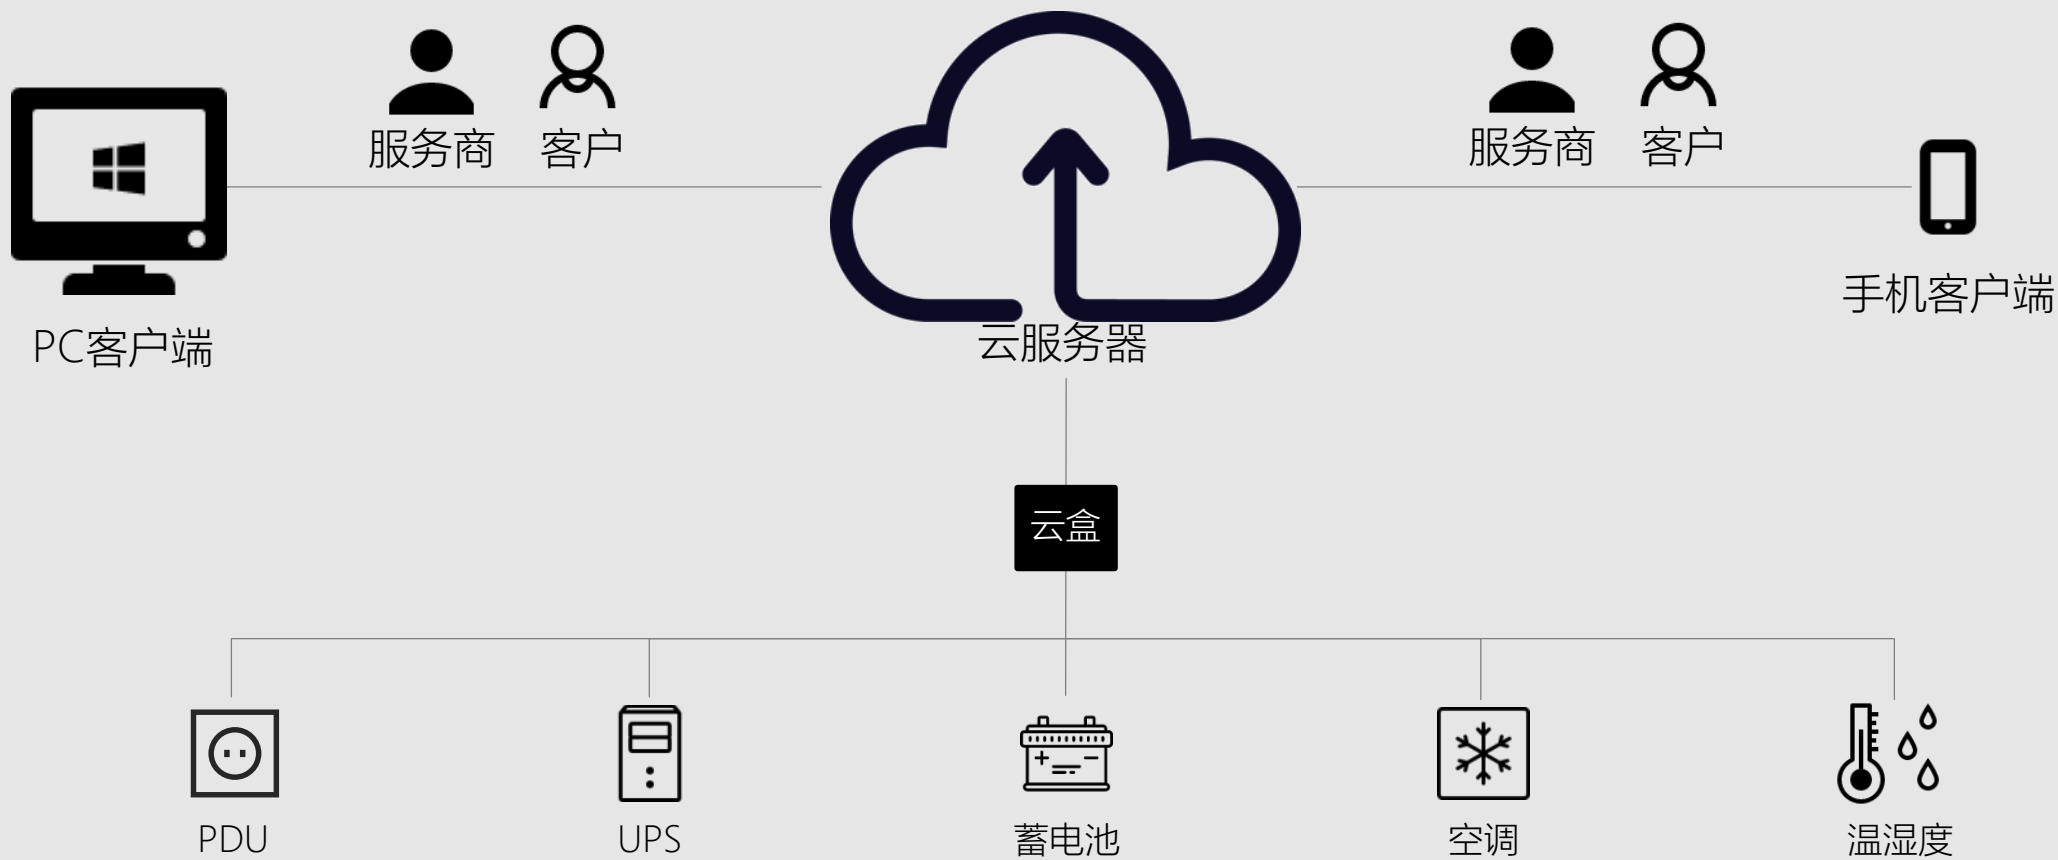 服务商 客户
服务商 客户
PC客户端
云服务器
手机客户端
云盒
PDU
UPS
蓄电池
空调
温湿度